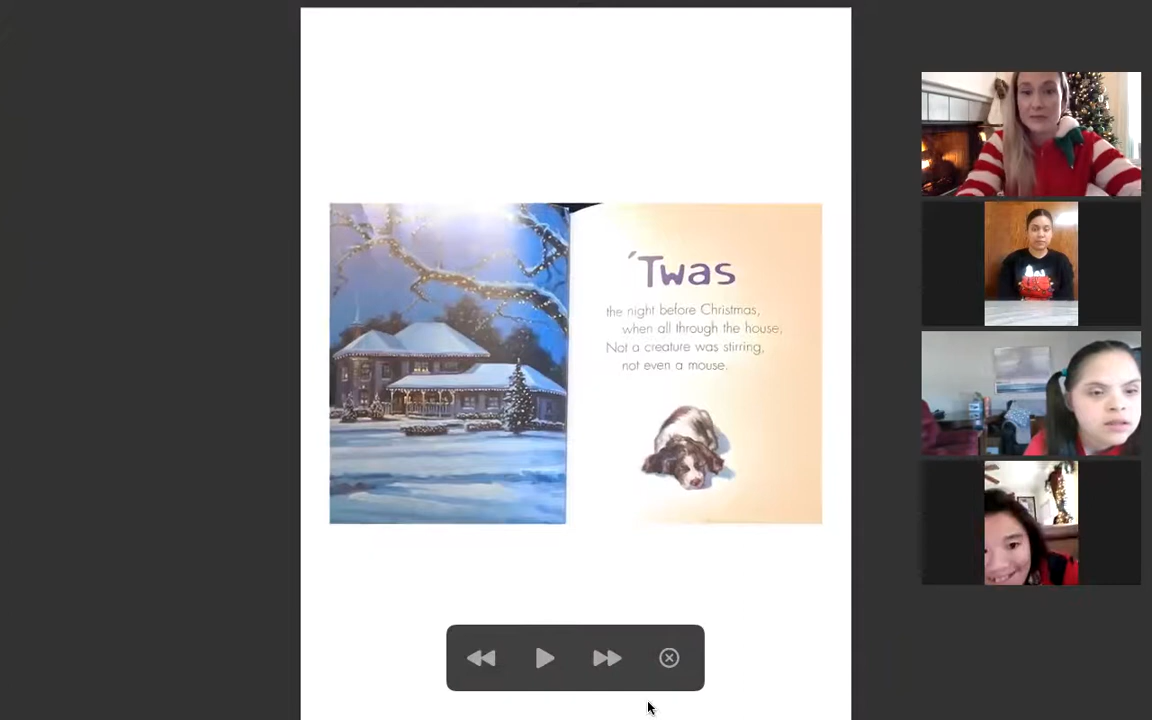 'Twas
the night before Christmas,
when all through the house,
Not a creature was stirring,
not even a mouse.